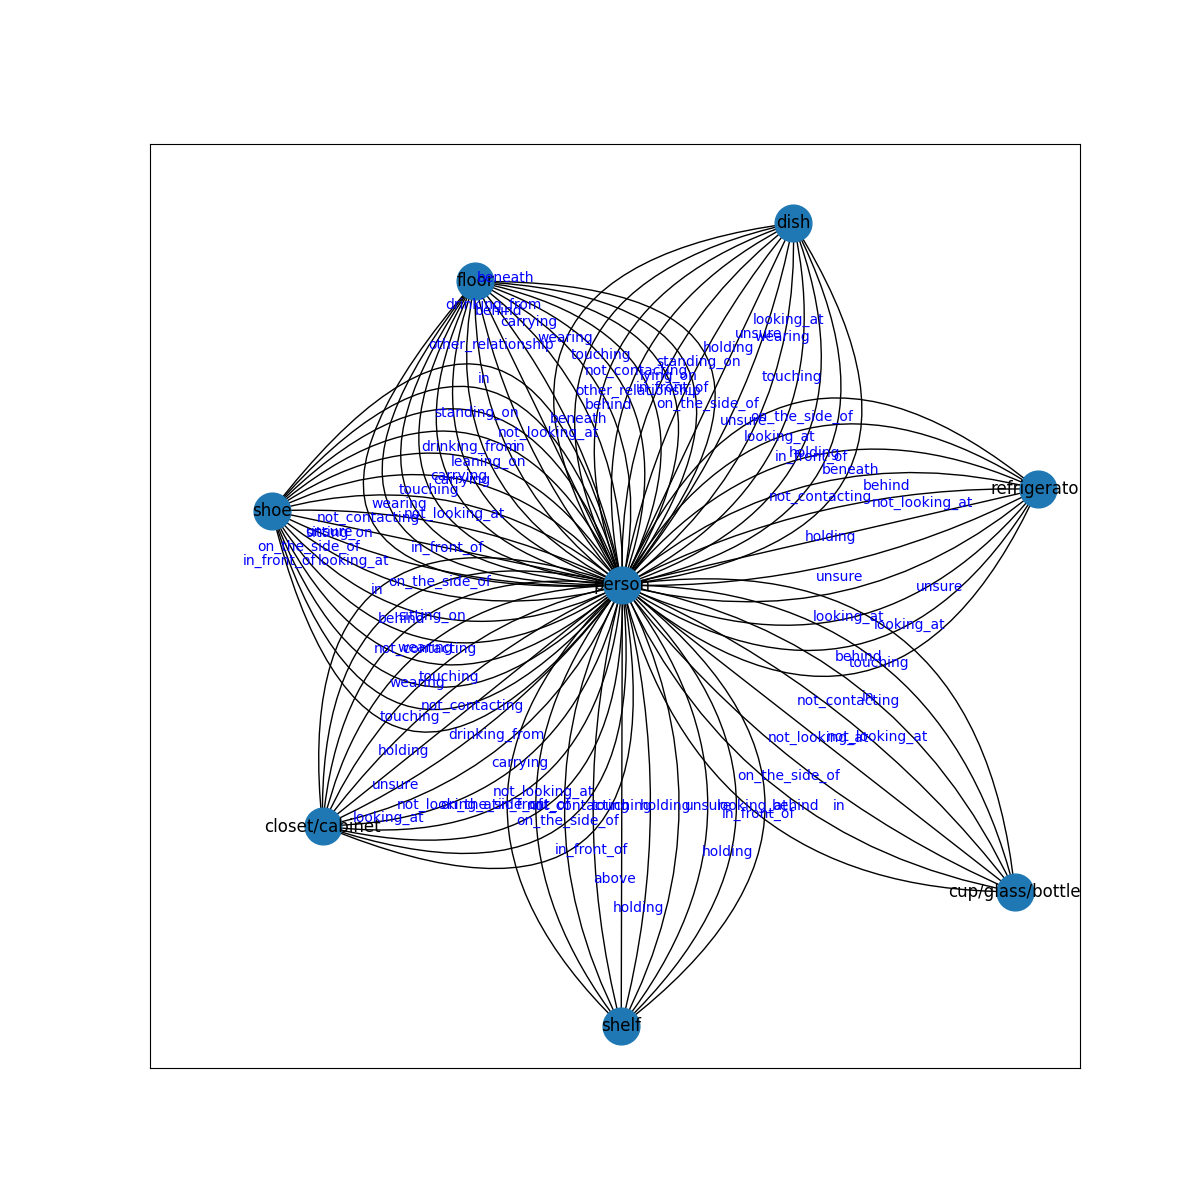 dish
beneath
floor
drinking_from
behind
carrying
looking_at
unsure
wearing
wearing
other_relationship
holding
touching
standing_on
not_contacting
lying_on
touching
in
in_front_of
other_relationship
behind
on_the_side_of
standing_on
beneath
unsure
on_the_side_of
not_looking_at
looking_at
drinking_from
in
holding
in_front_of
leaning_on
beneath
carrying
carrying
behind
refrigerato
touching
not_contacting
wearing
not_looking_at
shoe
not_looking_at
not_contacting
unsure
holding
on_the_side_of
in_front_of
in_front_of
looking_at
unsure
on_the_side_of
person
in
unsure
behind
sitting_on
looking_at
looking_at
wearing
not_contacting
behind
touching
touching
wearing
in
not_contacting
not_contacting
touching
drinking_from
not_looking_at
not_looking_at
holding
carrying
on_the_side_of
unsure
not_looking_at
not_looking_at
on_the_side_of
in_front_of
not_contacting
touching
holding
unsure
looking_at
behind
in
in_front_of
looking_at
on_the_side_of
closet/cabinet
in_front_of
holding
above
cup/glass/bottle
holding
shelf